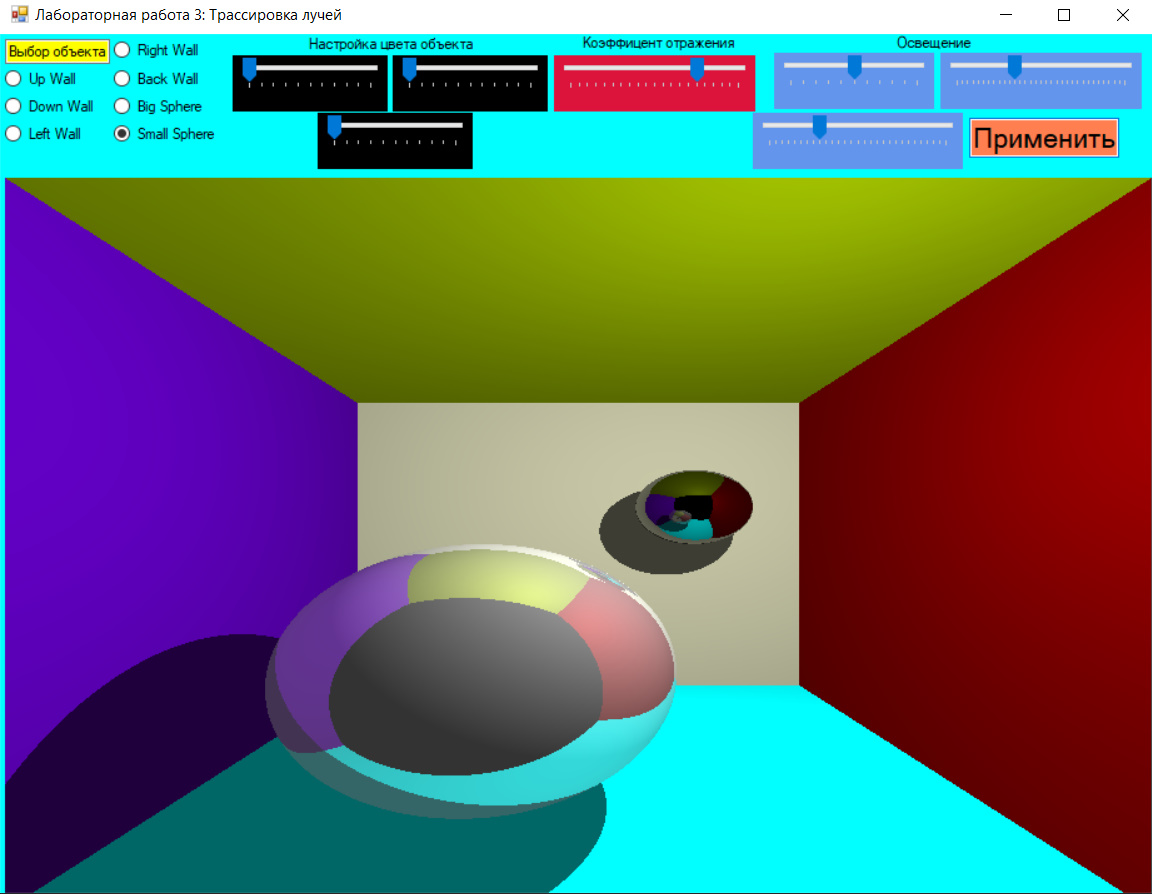 Лабораторная работа 3: Трассировка лучей
Выбор объекта
Right Wall
Up Wall
Back Wall
Down Wall
Big Sphere
Left Wall
Small Sphere
Настройка цвета объекта
Коэффицент отражения
Освещение
Применить